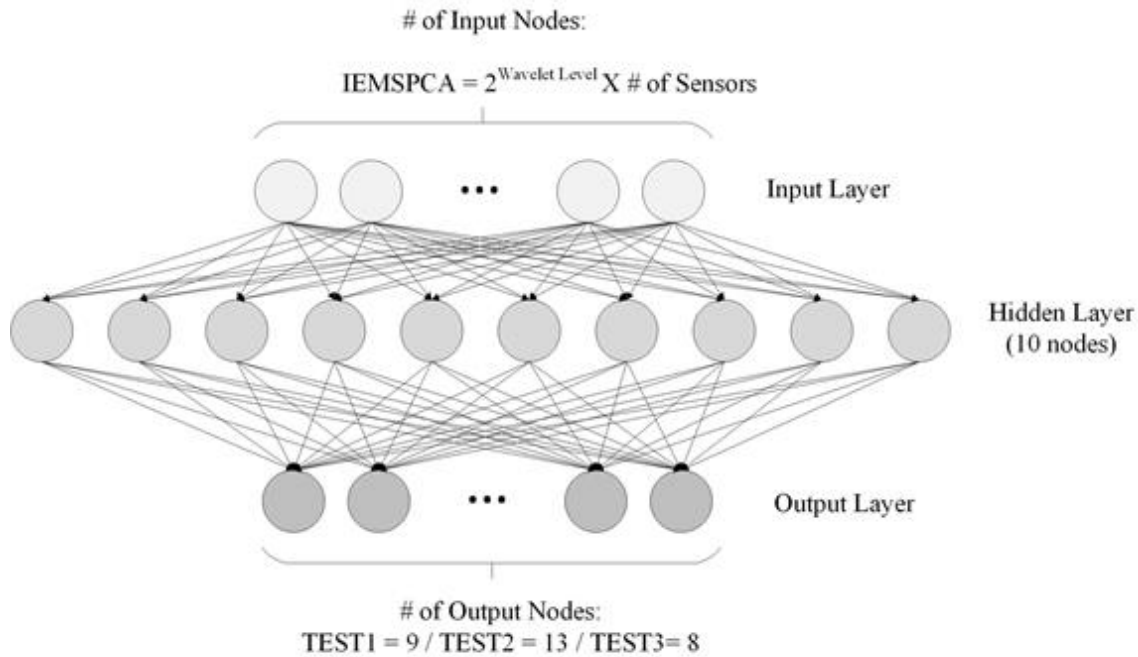 # of Input Nodes:
IEMSPCA = 2^Wavelet Level X # of Sensors
Input Layer
Hidden Layer
(10 nodes)
Output Layer
# of Output Nodes:
TEST1 = 9 / TEST2 = 13 / TEST3= 8